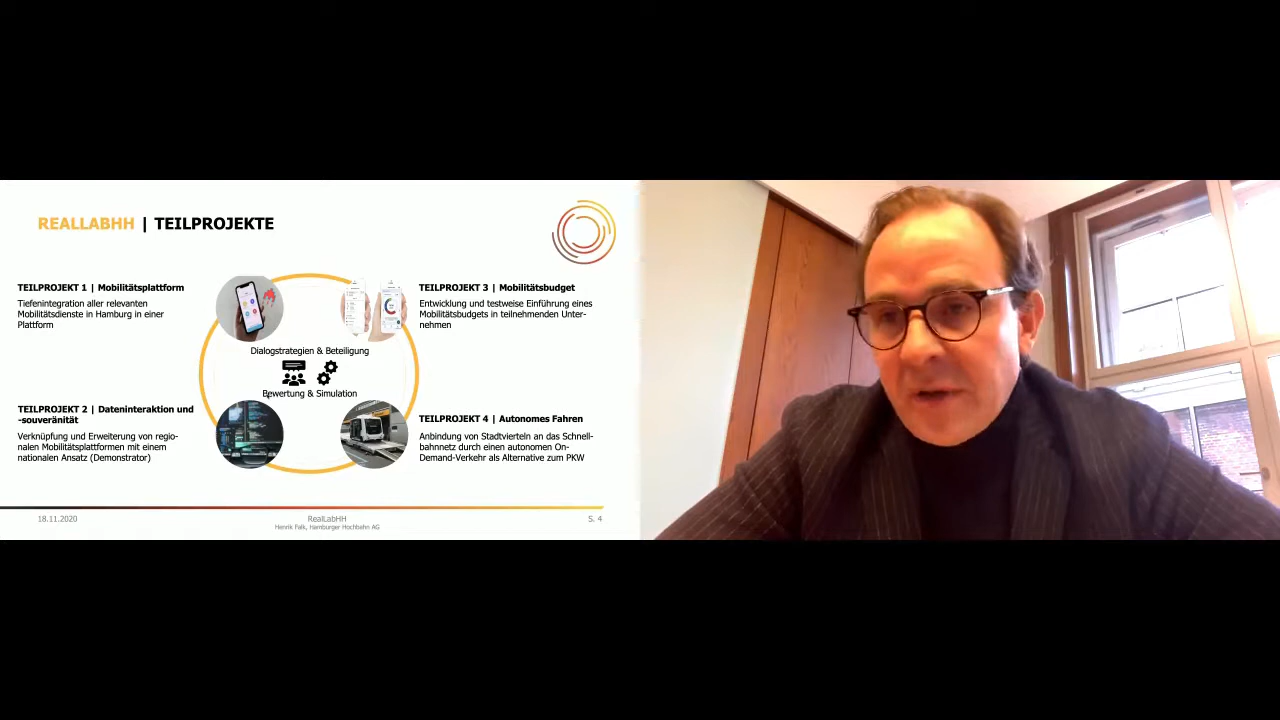 REALLABHH | TEILPROJEKTE
TEILPROJEKT 1 | Mobilitätsplattform
Tiefenintegration aller relevanten
Mobilitätsdienste in Hamburg in einer
Plattform
TEILPROJEKT 3 | Mobilitätsbudget
Entwicklung und testweise Einführung eines
Mobilitätsbudgets in teilnehmenden Unter-
nehmen
Dialogstrategien & Beteiligung
Bewertung & Simulation
TEILPROJEKT 2 | Dateninteraktion und
-souveränität
Verknüpfung und Erweiterung von regio-
nalen Mobilitätsplattformen mit einem
nationalen Ansatz (Demonstrator)
TEILPROJEKT 4 | Autonomes Fahren
Anbindung von Stadtvierteln an das Schnell-
bahnnetz durch einen autonomen On-
Demand-Verkehr als Alternative zum PKW
18.11.2020
RealLabHH
Henrik Falk, Hamburger Hochbahn AG
S. 4